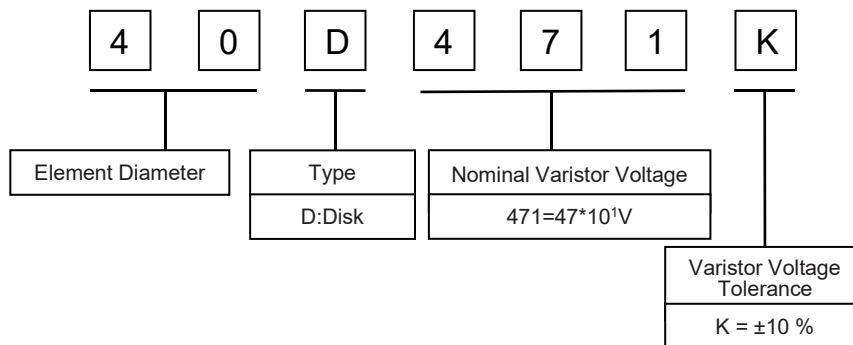 4 0 D 4 7 1 K
Element Diameter
Type
D:Disk
Nominal Varistor Voltage
471=47*10¹V
Varistor Voltage
Tolerance
K = ±10 %